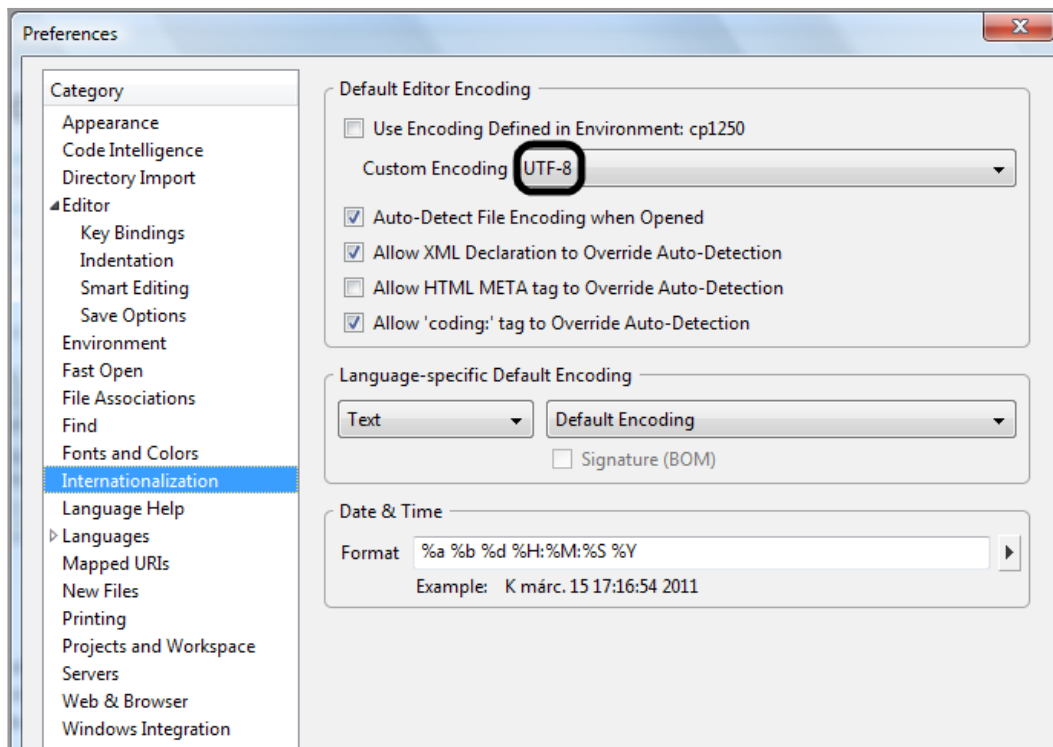 Preferences
Category
Appearance
Code Intelligence
Directory Import
Editor
Key Bindings
Indentation
Smart Editing
Save Options
Environment
Fast Open
File Associations
Find
Fonts and Colors
Internationalization
Language Help
Languages
Mapped URIs
New Files
Printing
Projects and Workspace
Servers
Web & Browser
Windows Integration
Default Editor Encoding
Use Encoding Defined in Environment: cp1250
Custom Encoding UTF-8
Auto-Detect File Encoding when Opened
Allow XML Declaration to Override Auto-Detection
Allow HTML META tag to Override Auto-Detection
Allow 'coding:' tag to Override Auto-Detection
Language-specific Default Encoding
Text Default Encoding
Signature (BOM)
Date & Time
Format %a %b %d %H:%M:%S %Y
Example: K márc. 15 17:16:54 2011